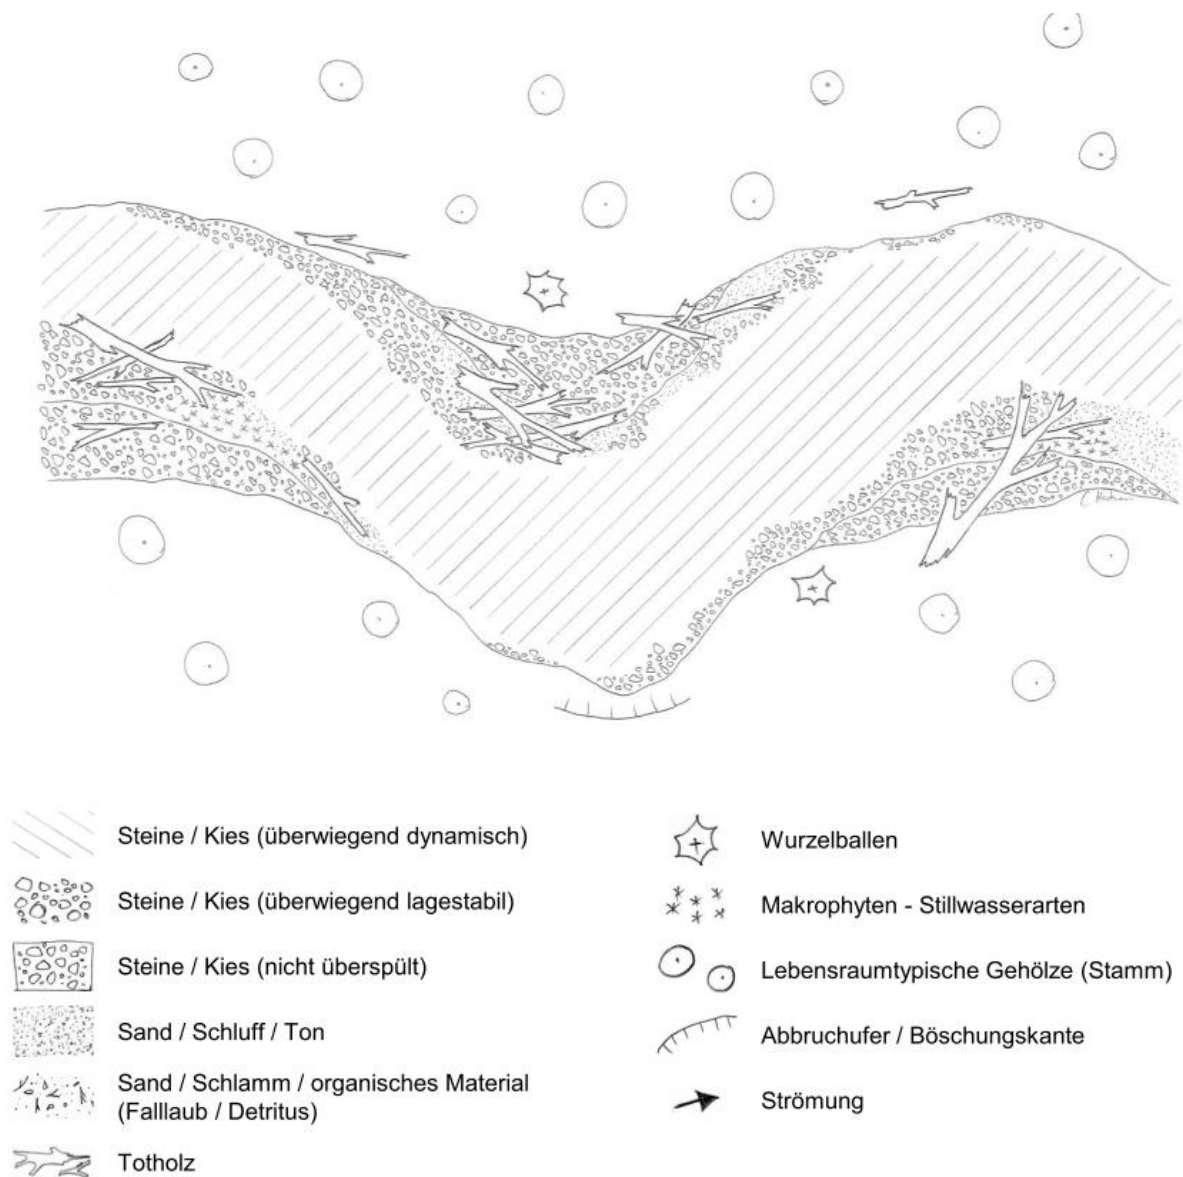 Steine / Kies (überwiegend dynamisch)
Steine / Kies (überwiegend lagestabil)
Steine / Kies (nicht überspült)
Sand / Schluff / Ton
Sand / Schlamm / organisches Material
(Falllaub / Detritus)
Totholz
Wurzelballen
Makrophyten - Stillwasserarten
Lebensraumtypische Gehölze (Stamm)
Abbruchufer / Böschungskante
Strömung